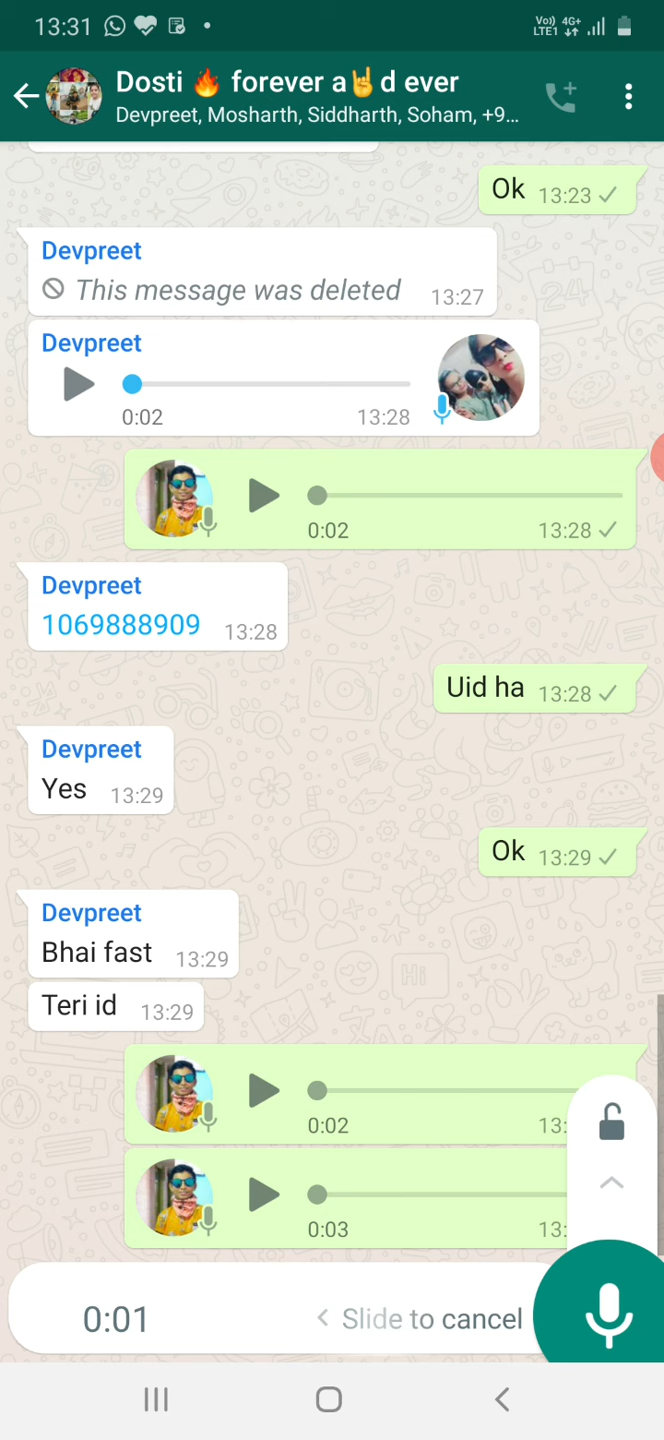 13:31
Vo)) 4G+
LTE1
Dosti 🔥 forever a🤘d ever
Devpreet, Mosharth, Siddharth, Soham, +9...
Ok 13:23
Devpreet
This message was deleted 13:27
Devpreet
0:02 13:28
0:02 13:28
Devpreet
1069888909 13:28
Uid ha 13:28
Devpreet
Yes 13:29
Ok 13:29
Devpreet
Bhai fast 13:29
Teri id 13:29
0:02 13:
0:03 13:
0:01 < Slide to cancel